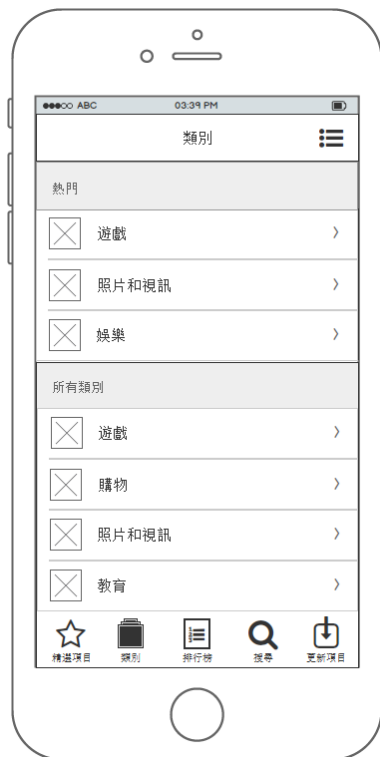 ABC 03:39 PM
類別
熱門
遊戲
照片和視訊
娛樂
所有類別
遊戲
購物
照片和視訊
教育
精選項目 類別 排行榜 搜尋 更新項目